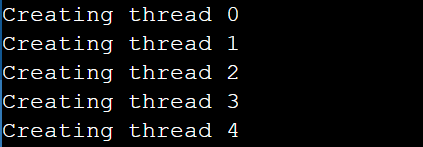 Creating thread 0
Creating thread 1
Creating thread 2
Creating thread 3
Creating thread 4